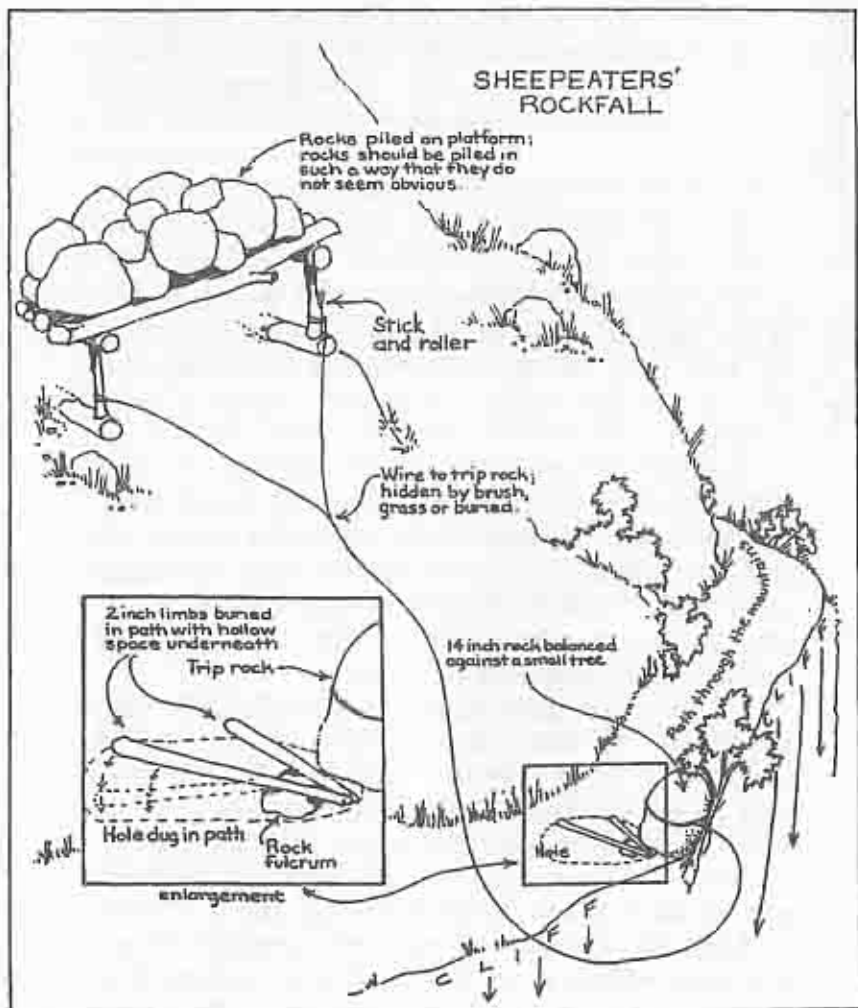 SHEEPEATERS'
ROCKFALL
Rocks piled on platform;
rocks should be piled in
such a way that they do
not seem obvious.
Stick
and roller
Wire to trip rock;
hidden by brush,
grass or buried.
2 inch limbs buried
in path with hollow
space underneath
Trip rock
14 inch rock balanced
against a small tree
Path through the mountains
Hole dug in path
Rock
fulcrum
Hole
enlargement
CLIFF
CLIFF